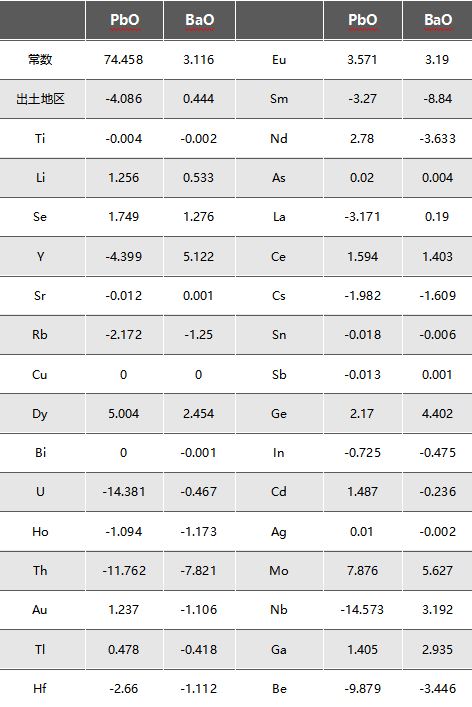 PbO BaO PbO BaO
常数 74.458 3.116 Eu 3.571 3.19
出土地区 -4.086 0.444 Sm -3.27 -8.84
Ti -0.004 -0.002 Nd 2.78 -3.633
Li 1.256 0.533 As 0.02 0.004
Se 1.749 1.276 La -3.171 0.19
Y -4.399 5.122 Ce 1.594 1.403
Sr -0.012 0.001 Cs -1.982 -1.609
Rb -2.172 -1.25 Sn -0.018 -0.006
Cu 0 0 Sb -0.013 0.001
Dy 5.004 2.454 Ge 2.17 4.402
Bi 0 -0.001 In -0.725 -0.475
U -14.381 -0.467 Cd 1.487 -0.236
Ho -1.094 -1.173 Ag 0.01 -0.002
Th -11.762 -7.821 Mo 7.876 5.627
Au 1.237 -1.106 Nb -14.573 3.192
Tl 0.478 -0.418 Ga 1.405 2.935
Hf -2.66 -1.112 Be -9.879 -3.446